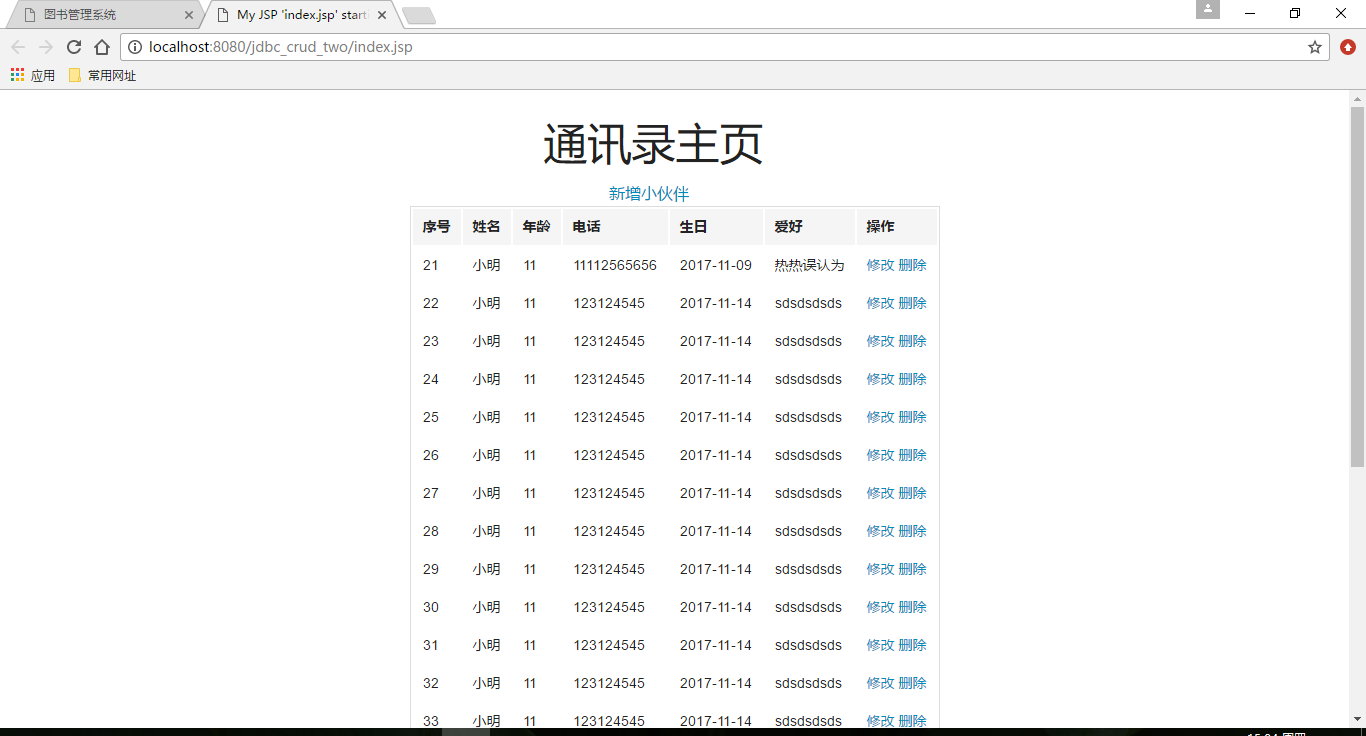 图书管理系统 My JSP 'index.jsp' start
localhost:8080/jdbc_crud_two/index.jsp
应用 常用网址
通讯录主页
新增小伙伴
序号 姓名 年龄 电话 生日 爱好 操作
21 小明 11 11112565656 2017-11-09 热热误认为 修改 删除
22 小明 11 123124545 2017-11-14 sdsdsdsds 修改 删除
23 小明 11 123124545 2017-11-14 sdsdsdsds 修改 删除
24 小明 11 123124545 2017-11-14 sdsdsdsds 修改 删除
25 小明 11 123124545 2017-11-14 sdsdsdsds 修改 删除
26 小明 11 123124545 2017-11-14 sdsdsdsds 修改 删除
27 小明 11 123124545 2017-11-14 sdsdsdsds 修改 删除
28 小明 11 123124545 2017-11-14 sdsdsdsds 修改 删除
29 小明 11 123124545 2017-11-14 sdsdsdsds 修改 删除
30 小明 11 123124545 2017-11-14 sdsdsdsds 修改 删除
31 小明 11 123124545 2017-11-14 sdsdsdsds 修改 删除
32 小明 11 123124545 2017-11-14 sdsdsdsds 修改 删除
33 小明 11 123124545 2017-11-14 sdsdsdsds 修改 删除